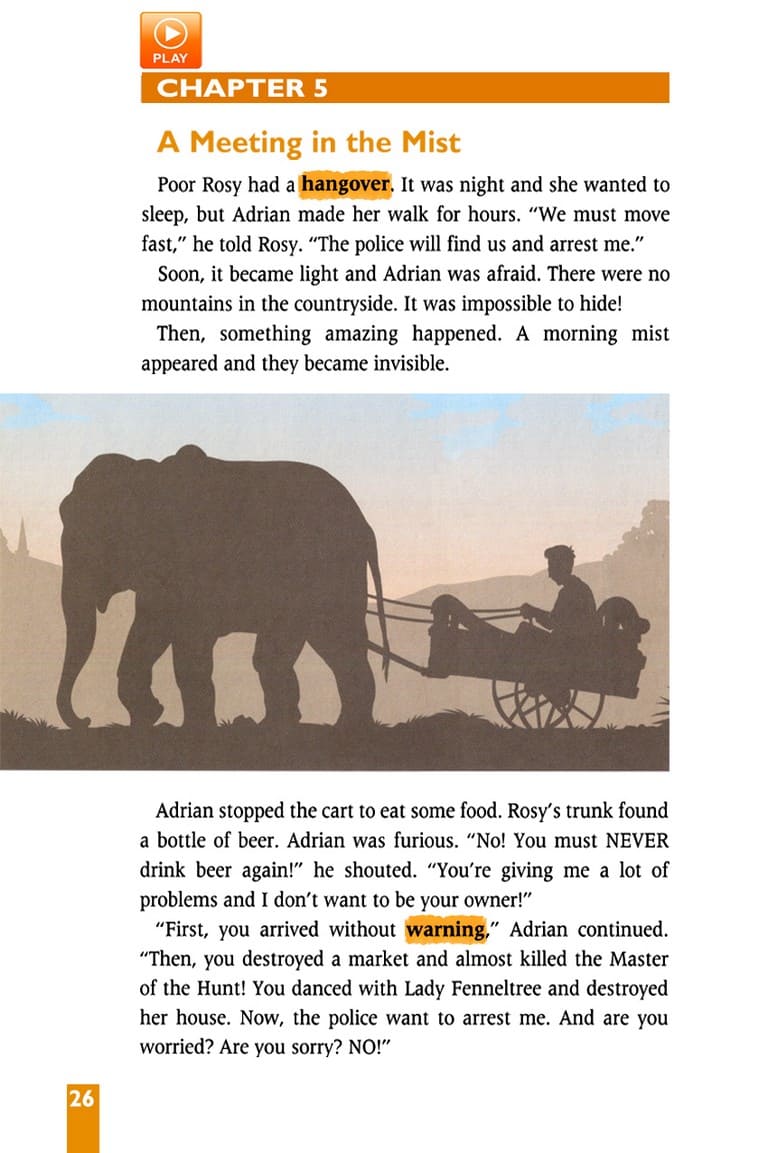 PLAY
CHAPTER 5
A Meeting in the Mist
Poor Rosy had a hangover. It was night and she wanted to
sleep, but Adrian made her walk for hours. “We must move
fast,” he told Rosy. “The police will find us and arrest me.”
Soon, it became light and Adrian was afraid. There were no
mountains in the countryside. It was impossible to hide!
Then, something amazing happened. A morning mist
appeared and they became invisible.
Adrian stopped the cart to eat some food. Rosy’s trunk found
a bottle of beer. Adrian was furious. “No! You must NEVER
drink beer again!” he shouted. “You’re giving me a lot of
problems and I don’t want to be your owner!”
“First, you arrived without warning,” Adrian continued.
“Then, you destroyed a market and almost killed the Master
of the Hunt! You danced with Lady Fenneltree and destroyed
her house. Now, the police want to arrest me. And are you
worried? Are you sorry? NO!”
26